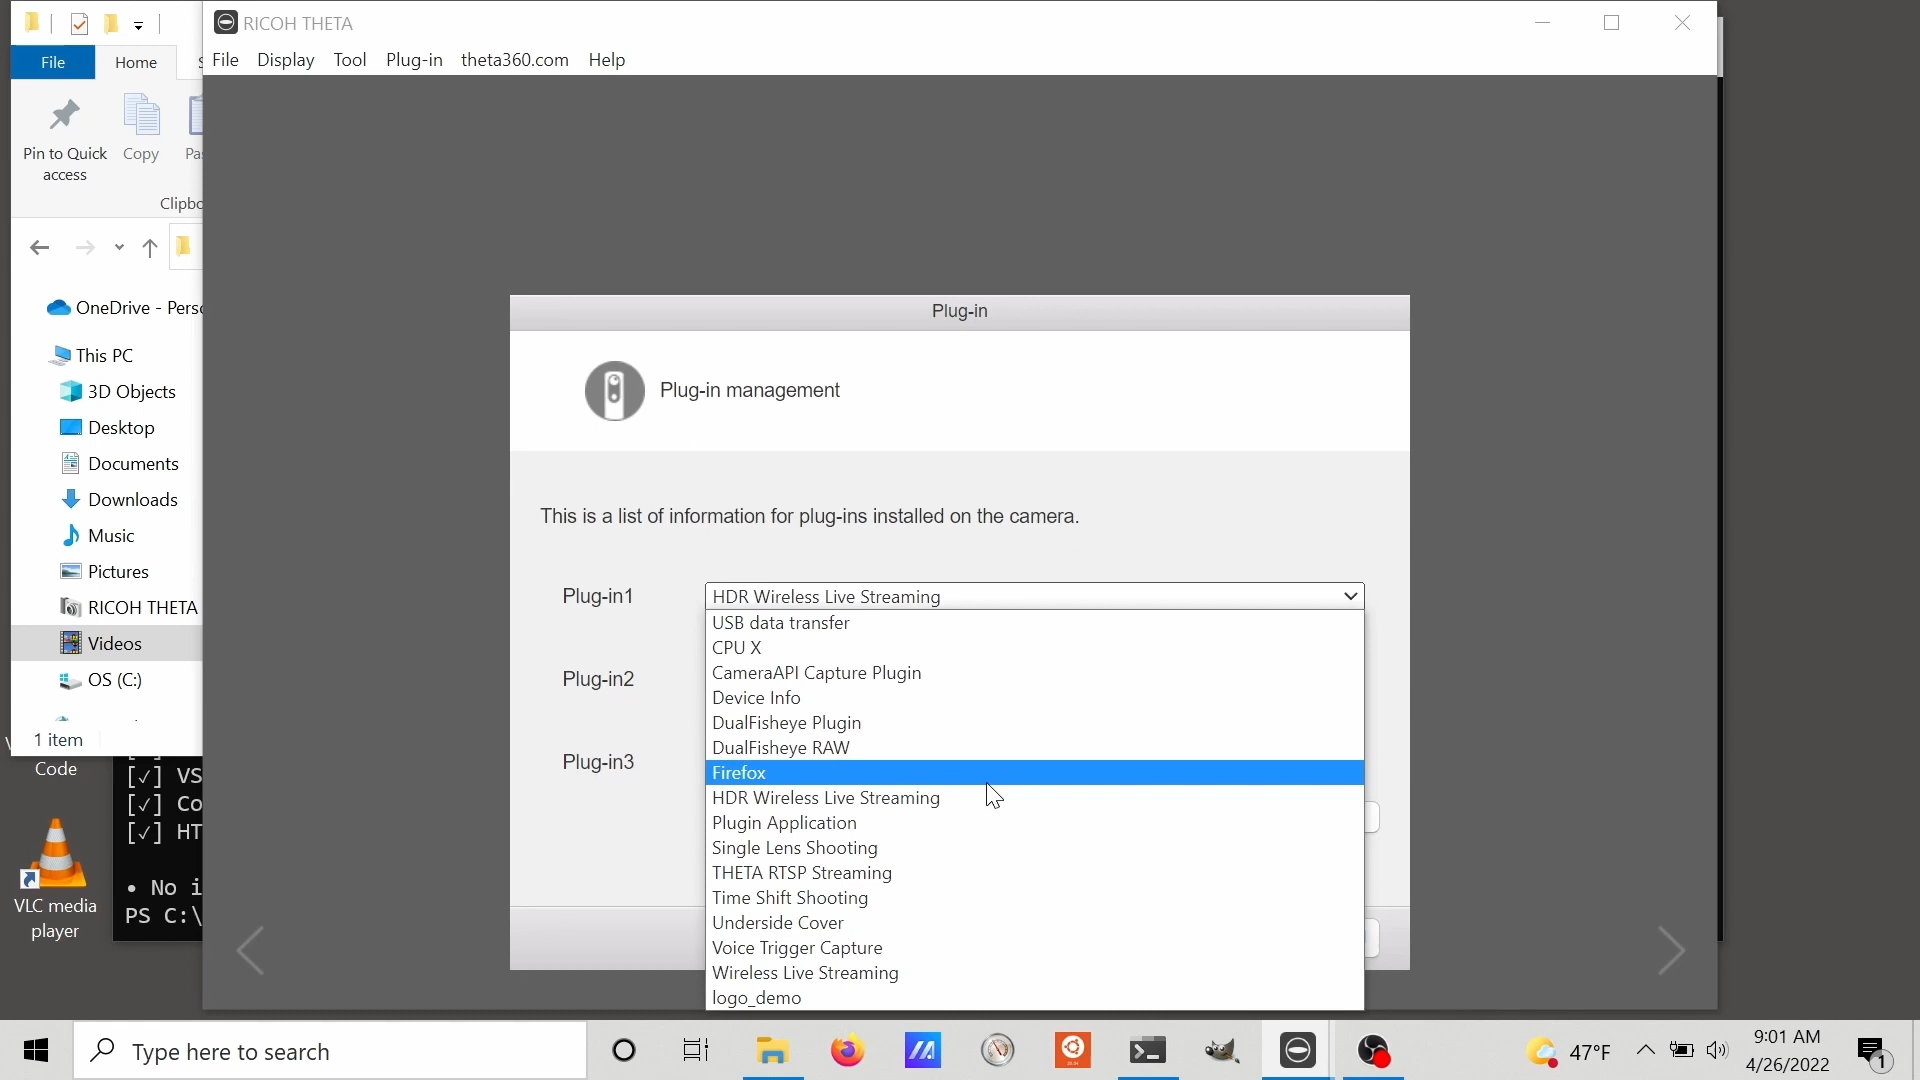 RICOH THETA
File Display Tool Plug-in theta360.com Help
File Home
Pin to Quick access
Copy
Clipbo
OneDrive - Perso
This PC
3D Objects
Desktop
Documents
Downloads
Music
Pictures
RICOH THETA
Videos
OS (C:)
1 item
Code
[✓] VS
[✓] Co
[✓] HT
• No i
PS C:\
VLC media
player
Plug-in
Plug-in management
This is a list of information for plug-ins installed on the camera.
Plug-in1
HDR Wireless Live Streaming
USB data transfer
CPU X
CameraAPI Capture Plugin
Device Info
DualFisheye Plugin
DualFisheye RAW
Firefox
HDR Wireless Live Streaming
Plugin Application
Single Lens Shooting
THETA RTSP Streaming
Time Shift Shooting
Underside Cover
Voice Trigger Capture
Wireless Live Streaming
logo_demo
Plug-in2
Plug-in3
Type here to search
47°F
9:01 AM
4/26/2022
1